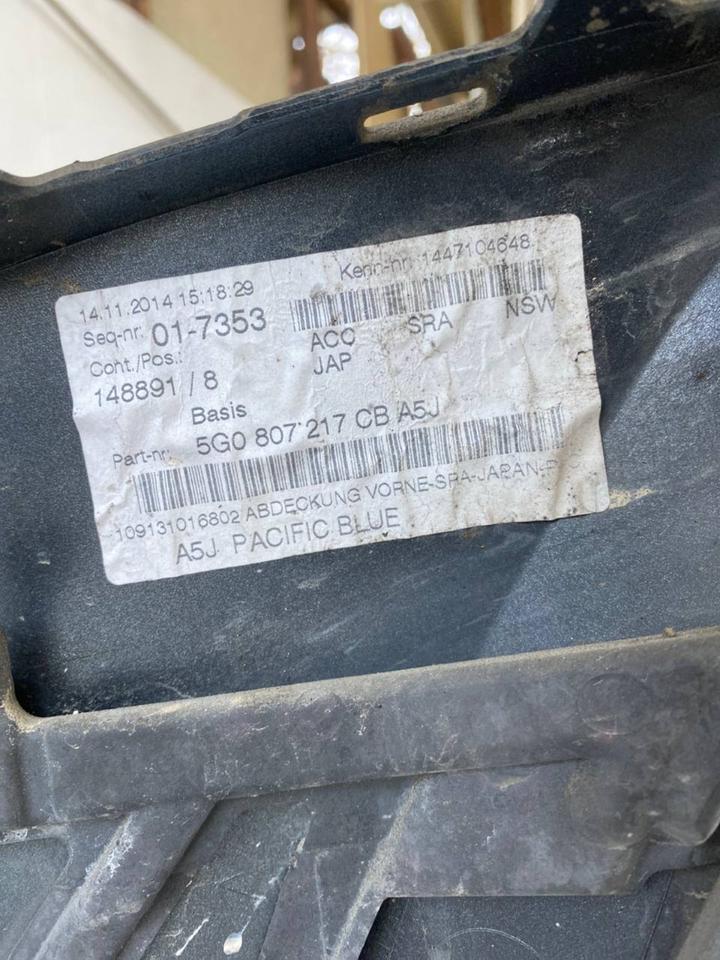 14.11.2014 15:18:29 Kenn-nr. 1447104648
Seq-nr. 01-7353
Cont./Pos.: ACC SRA NSW
148891 / 8 JAP
Basis
Part-nr. 5G0 807 217 CB A5J
109131016802 ABDECKUNG VORNE-SRA-JAPAN-
A5J PACIFIC BLUE